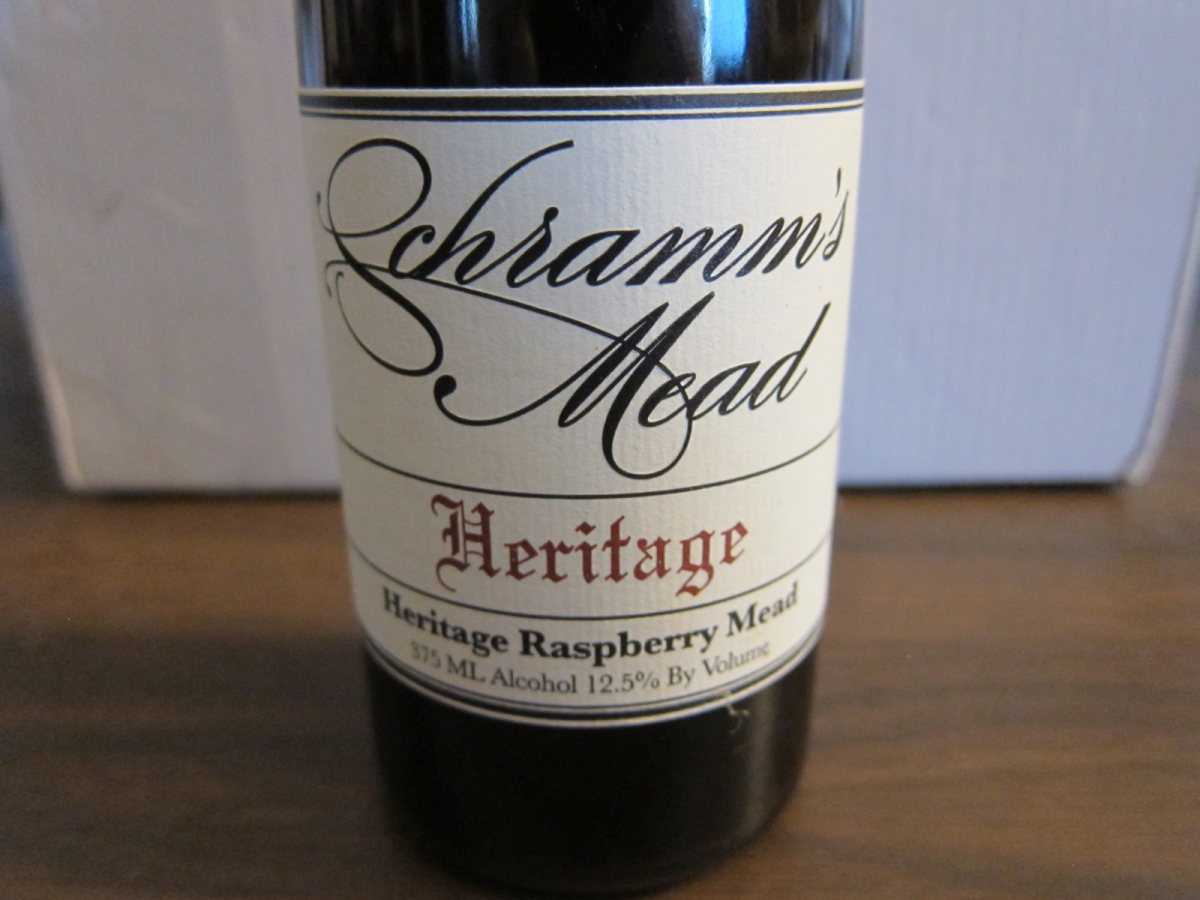 Schramm's
Mead
Heritage
Heritage Raspberry Mead
375 ML Alcohol 12.5% By Volume